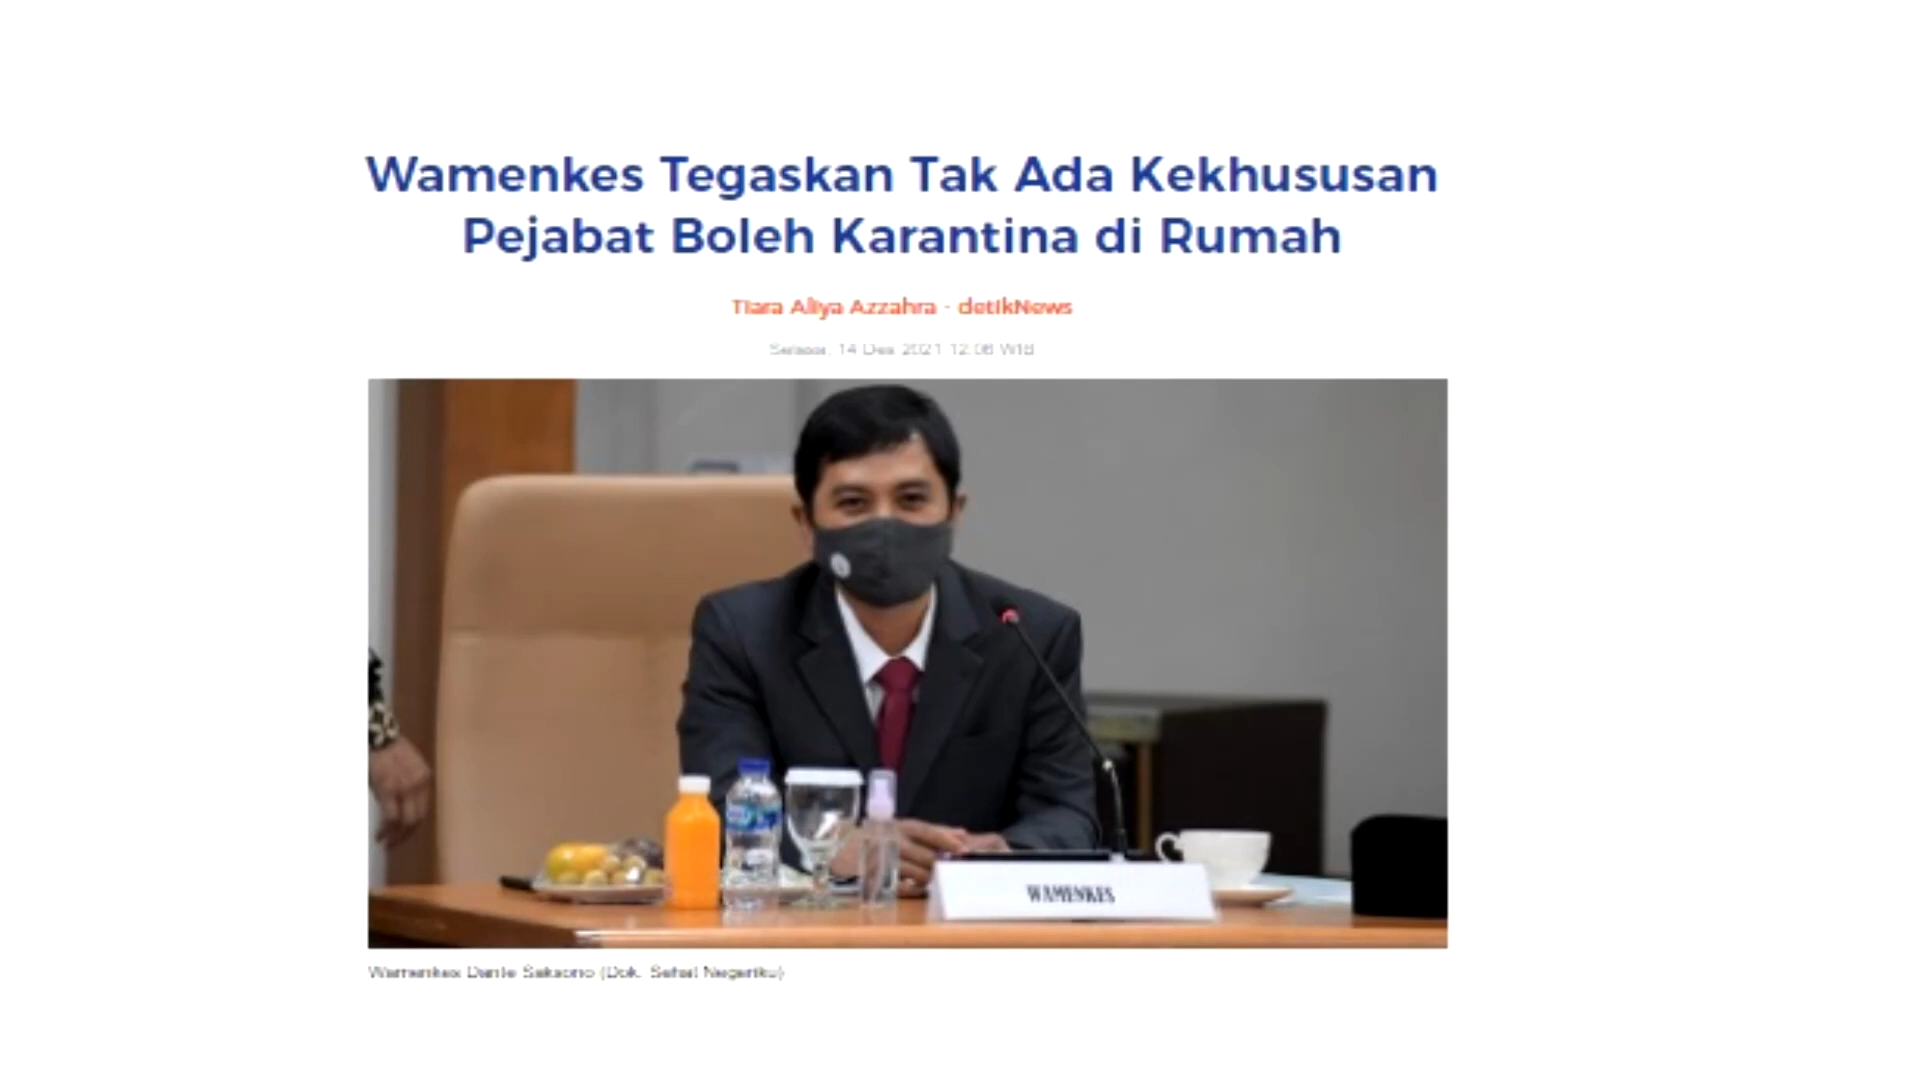 Wamenkes Tegaskan Tak Ada Kekhususan
Pejabat Boleh Karantina di Rumah
Tiara Aliya Azzahra - detikNews
Selasa, 14 Des 2021 12:08 WIB
WAMENKES
Wamenkes Dante Saksono (Dok. Sehat Negeriku)